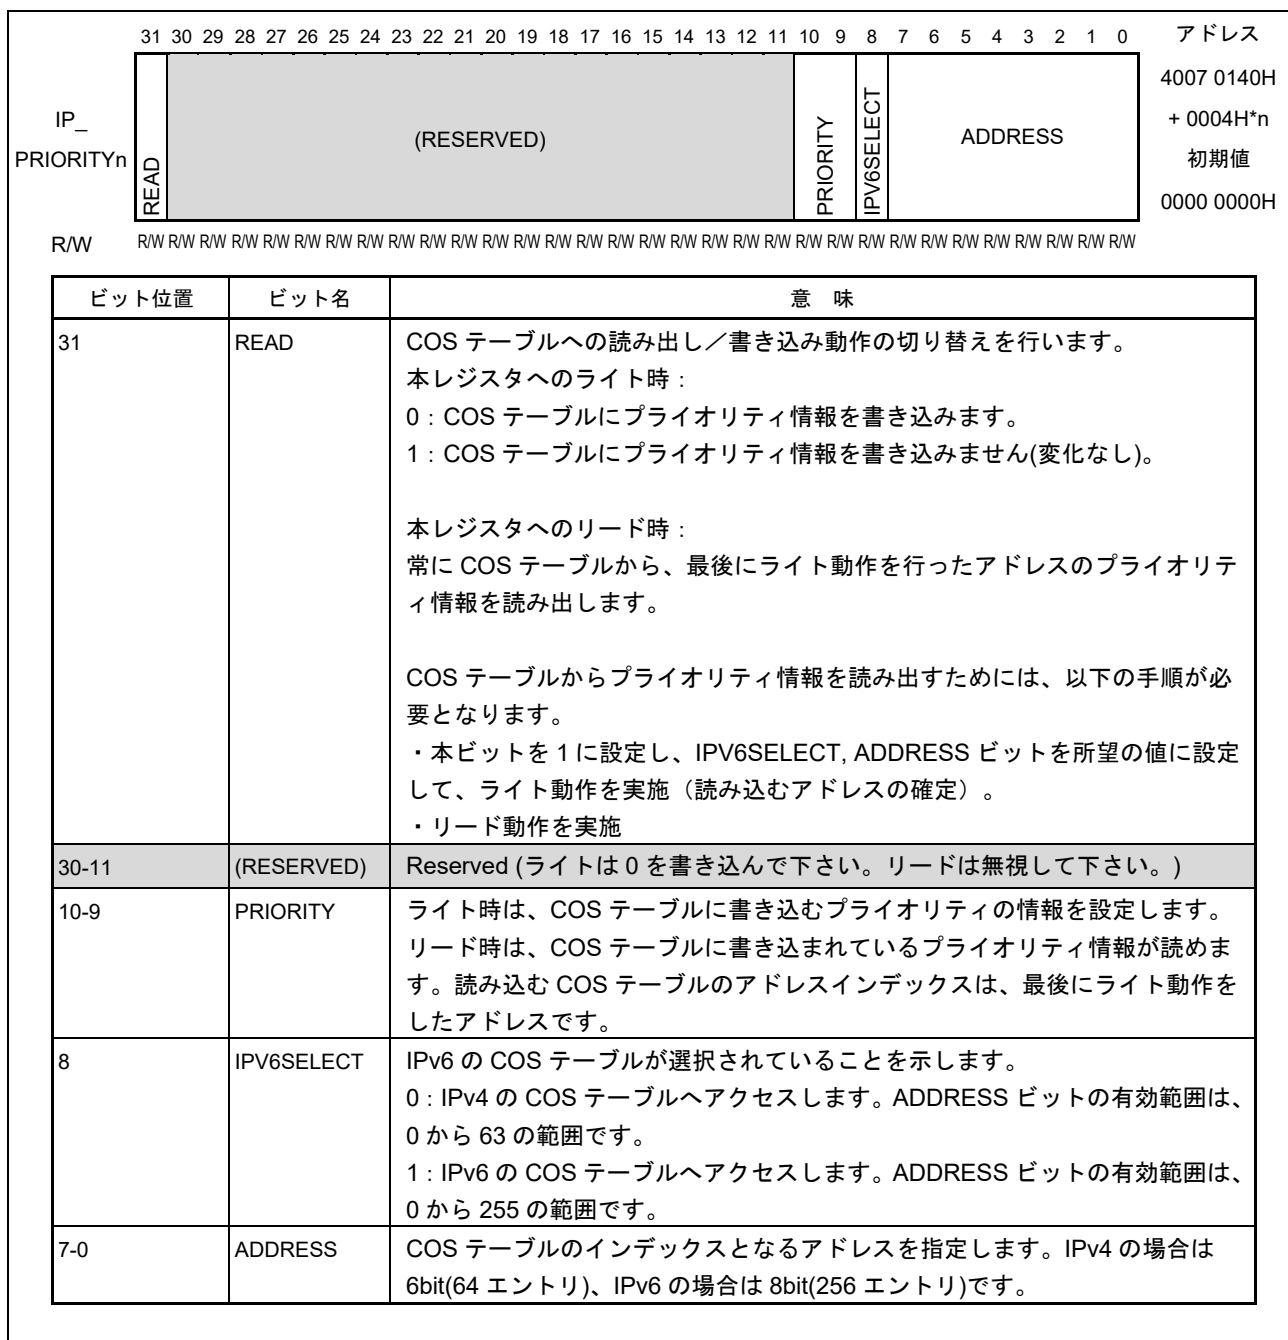 31 30 29 28 27 26 25 24 23 22 21 20 19 18 17 16 15 14 13 12 11 10 9 8 7 6 5 4 3 2 1 0 アドレス
4007 0140H
IP_
PRIORITYn
READ
(RESERVED)
PRIORITY
IPV6SELECT
ADDRESS
+ 0004H*n
初期値
0000 0000H
R/W R/W R/W R/W R/W R/W R/W R/W R/W R/W R/W R/W R/W R/W R/W R/W R/W R/W R/W R/W R/W R/W R/W R/W R/W R/W R/W R/W R/W R/W R/W R/W R/W
ビット位置 ビット名 意 味
31 READ COS テーブルへの読み出し／書き込み動作の切り替えを行います。
本レジスタへのライト時：
0：COS テーブルにプライオリティ情報を書き込みます。
1：COS テーブルにプライオリティ情報を書き込みません(変化なし)。
本レジスタへのリード時：
常に COS テーブルから、最後にライト動作を行ったアドレスのプライオリテ
ィ情報を読み出します。
COS テーブルからプライオリティ情報を読み出すためには、以下の手順が必
要となります。
・本ビットを 1 に設定し、IPV6SELECT, ADDRESS ビットを所望の値に設定
して、ライト動作を実施（読み込むアドレスの確定）。
・リード動作を実施
30-11 (RESERVED) Reserved (ライトは 0 を書き込んで下さい。リードは無視して下さい。)
10-9 PRIORITY ライト時は、COS テーブルに書き込むプライオリティの情報を設定します。
リード時は、COS テーブルに書き込まれているプライオリティ情報が読めま
す。読み込む COS テーブルのアドレスインデックスは、最後にライト動作を
したアドレスです。
8 IPV6SELECT IPv6 の COS テーブルが選択されていることを示します。
0：IPv4 の COS テーブルへアクセスします。ADDRESS ビットの有効範囲は、
0 から 63 の範囲です。
1：IPv6 の COS テーブルへアクセスします。ADDRESS ビットの有効範囲は、
0 から 255 の範囲です。
7-0 ADDRESS COS テーブルのインデックスとなるアドレスを指定します。IPv4 の場合は
6bit(64 エントリ)、IPv6 の場合は 8bit(256 エントリ)です。